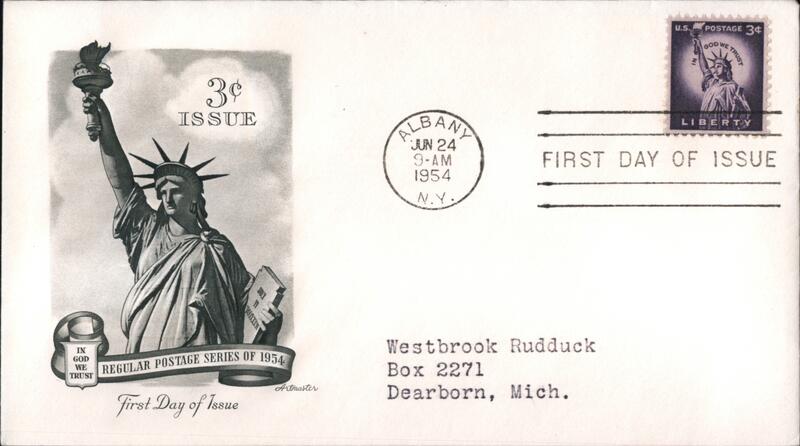 3¢
ISSUE
IN
GOD
WE
TRUST
REGULAR POSTAGE SERIES OF 1954
Artmaster
First Day of Issue
ALBANY
JUN 24
9-AM
1954
N.Y.
U.S. POSTAGE 3¢
IN GOD WE TRUST
LIBERTY
FIRST DAY OF ISSUE
Westbrook Rudduck
Box 2271
Dearborn, Mich.